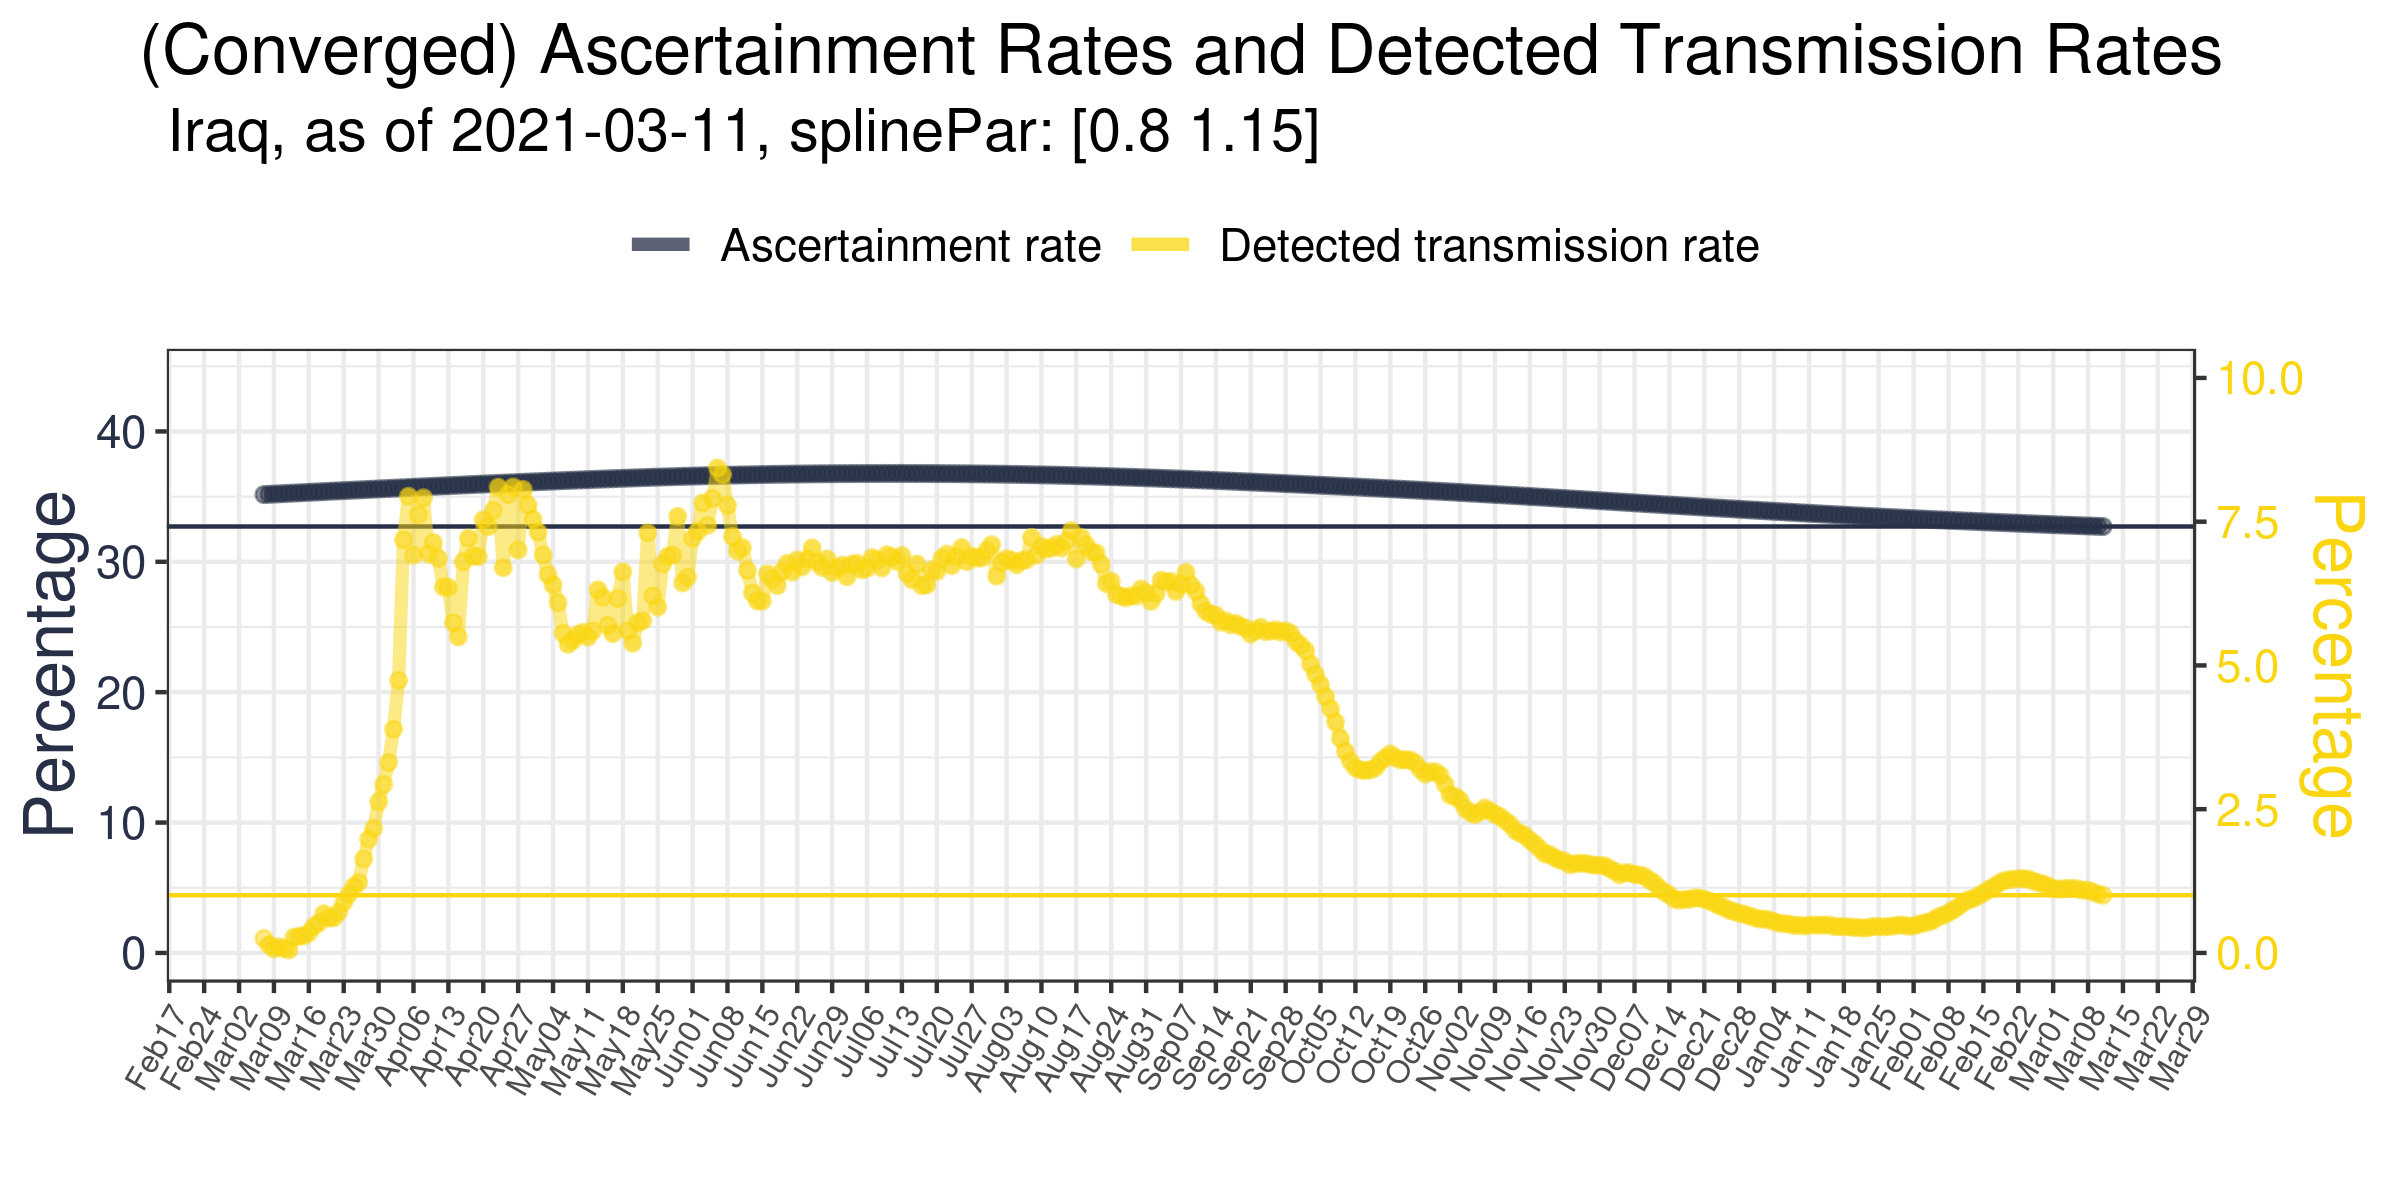 (Converged) Ascertainment Rates and Detected Transmission Rates
Iraq, as of 2021-03-11, splinePar: [0.8 1.15]
Ascertainment rate
Detected transmission rate
Percentage
40
30
20
10
0
10.0
7.5
5.0
2.5
0.0
Percentage
Feb17
Feb24
Mar02
Mar09
Mar16
Mar23
Mar30
Apr06
Apr13
Apr20
Apr27
May04
May11
May18
May25
Jun01
Jun08
Jun15
Jun22
Jun29
Jul06
Jul13
Jul20
Jul27
Aug03
Aug10
Aug17
Aug24
Aug31
Sep07
Sep14
Sep21
Sep28
Oct05
Oct12
Oct19
Oct26
Nov02
Nov09
Nov16
Nov23
Nov30
Dec07
Dec14
Dec21
Dec28
Jan04
Jan11
Jan18
Jan25
Feb01
Feb08
Feb15
Feb22
Mar01
Mar08
Mar15
Mar22
Mar29